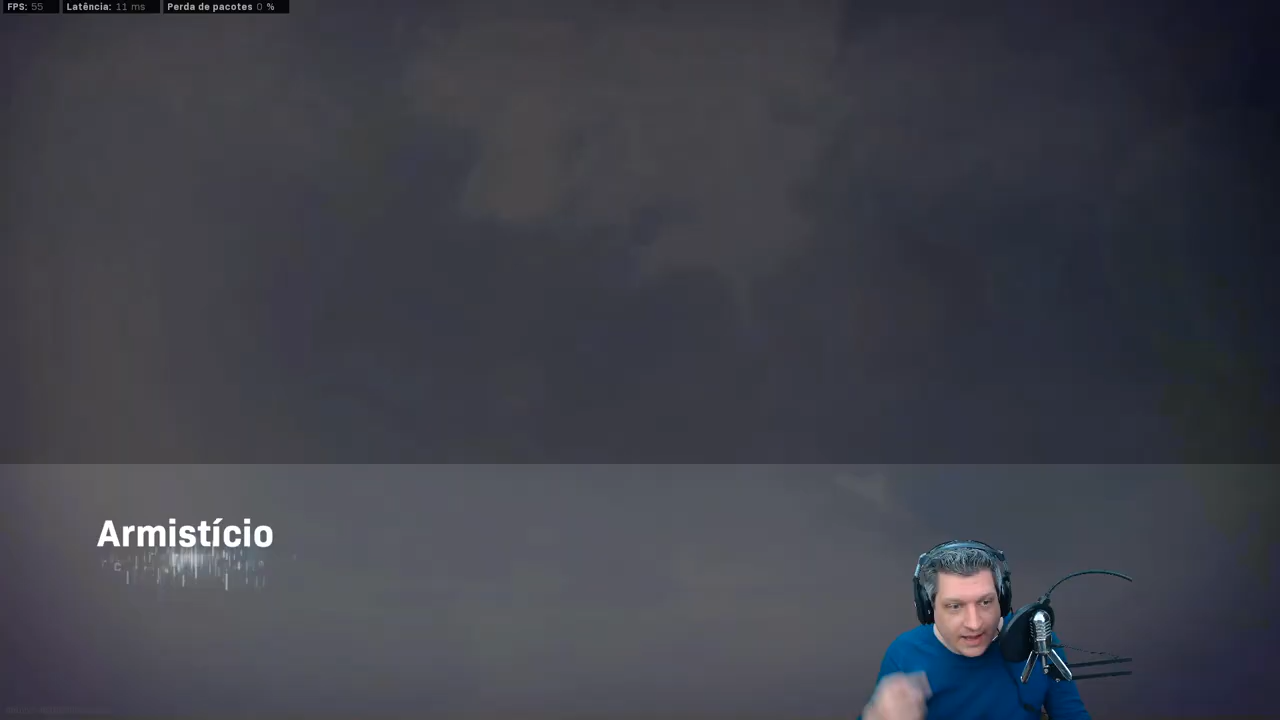 FPS: 55 Latência: 11 ms Perda de pacotes 0 %
Armistício